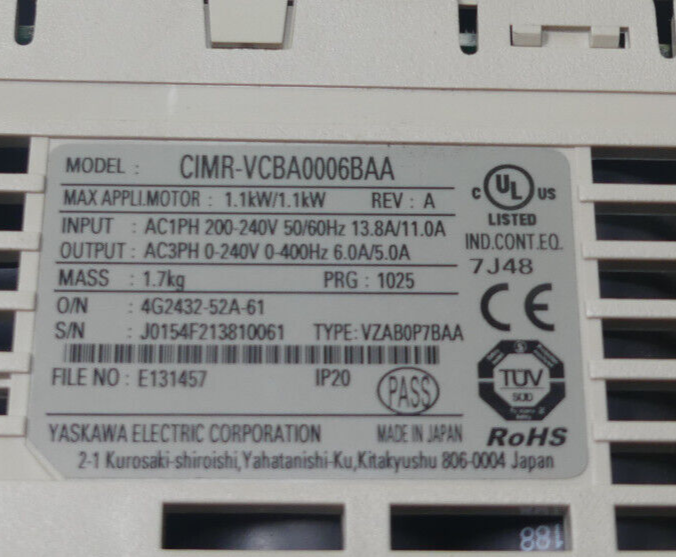 MODEL : CIMR-VCBA0006BAA
MAX APPLI.MOTOR : 1.1kW/1.1kW REV : A
INPUT : AC1PH 200-240V 50/60Hz 13.8A/11.0A
OUTPUT : AC3PH 0-240V 0-400Hz 6.0A/5.0A
MASS : 1.7kg PRG : 1025
O/N : 4G2432-52A-61
S/N : J0154F213810061 TYPE: VZAB0P7BAA
FILE NO : E131457 IP20 PASS
C UL US
LISTED
IND.CONT.EQ.
7J48
CE
TÜV
SÜD
RoHS
YASKAWA ELECTRIC CORPORATION MADE IN JAPAN
2-1 Kurosaki-shiroishi,Yahatanishi-Ku,Kitakyushu 806-0004 Japan